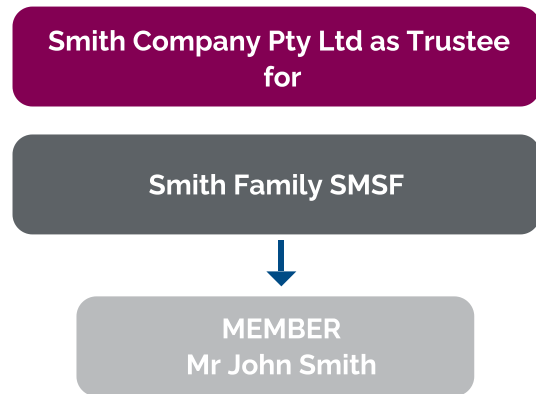 Smith Company Pty Ltd as Trustee
for
Smith Family SMSF
MEMBER
Mr John Smith